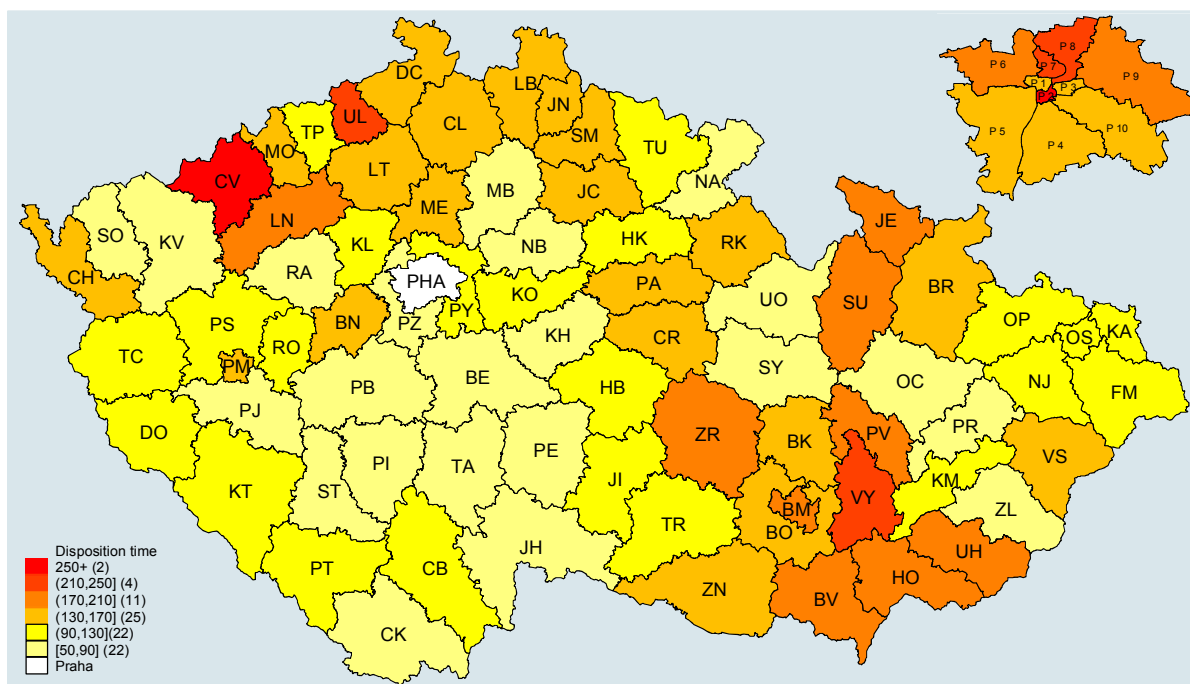 P 8
P 6
P 7
P 9
P 1
P 3
P 5
P 4
P 10
DC
LB
JN
UL
TP
CL
SM
MO
TU
LT
CV
NA
MB
JC
ME
LN
SO
KV
KL
NB
HK
RK
JE
RA
CH
PHA
KO
PA
UO
SU
BR
PY
PS
BN
PZ
OP
KA
OS
TC
RO
KH
CR
PM
SY
OC
NJ
FM
PB
BE
HB
PJ
DO
ZR
BK
PV
PR
VS
PI
TA
PE
JI
KT
ST
KM
VY
BM
TR
BO
ZL
JH
UH
PT
CB
ZN
HO
BV
CK
Disposition time
250+ (2)
(210,250] (4)
(170,210] (11)
(130,170] (25)
(90,130](22)
[50,90] (22)
Praha